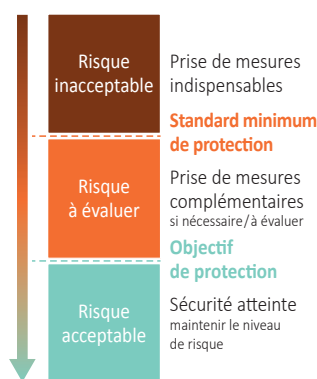 Risque
inacceptable
Prise de mesures
indispensables
Standard minimum
de protection
Risque
à évaluer
Prise de mesures
complémentaires
si nécessaire/à évaluer
Objectif
de protection
Risque
acceptable
Sécurité atteinte
maintenir le niveau
de risque